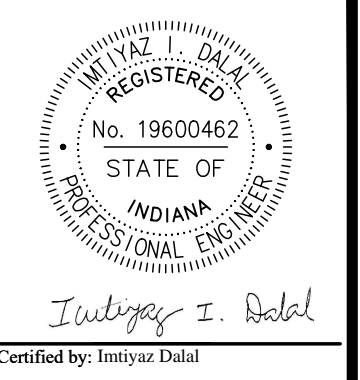 IMTIYAZ I. DALAL
REGISTERED
No. 19600462
STATE OF
INDIANA
PROFESSIONAL ENGINEER
Imtiyaz I. Dalal
Certified by: Imtiyaz Dalal